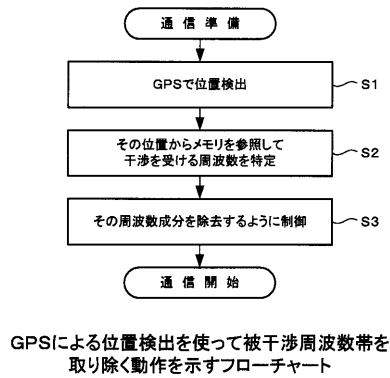 通信準備
GPSで位置検出
S1
その位置からメモリを参照して
干渉を受ける周波数を特定
S2
その周波数成分を除去するように制御
S3
通信開始
GPSによる位置検出を使って被干渉周波数帯を
取り除く動作を示すフローチャート